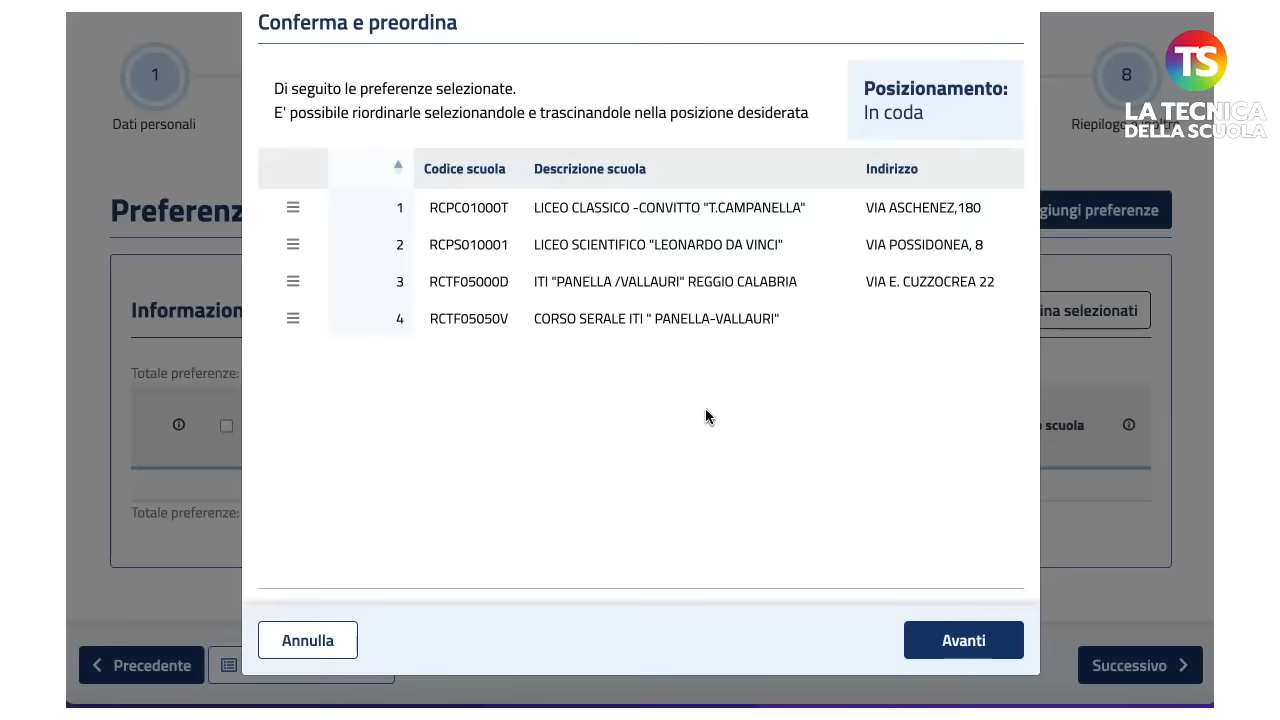 Conferma e preordina
1
Dati personali
8
TS
LA TECNICA
DELLA SCUOLA
Di seguito le preferenze selezionate.
E' possibile riordinarle selezionandole e trascinandole nella posizione desiderata
Posizionamento:
In coda
Codice scuola Descrizione scuola Indirizzo
1 RCPC01000T LICEO CLASSICO -CONVITTO "T.CAMPANELLA" VIA ASCHENEZ,180
2 RCPS010001 LICEO SCIENTIFICO "LEONARDO DA VINCI" VIA POSSIDONEA, 8
3 RCTF05000D ITI "PANELLA /VALLAURI" REGGIO CALABRIA VIA E. CUZZOCREA 22
4 RCTF05050V CORSO SERALE ITI " PANELLA-VALLAURI"
Preferenz
giungi preferenze
Informazion
ina selezionati
Totale preferenze:
scuola
Totale preferenze:
Annulla Avanti
Precedente Successivo